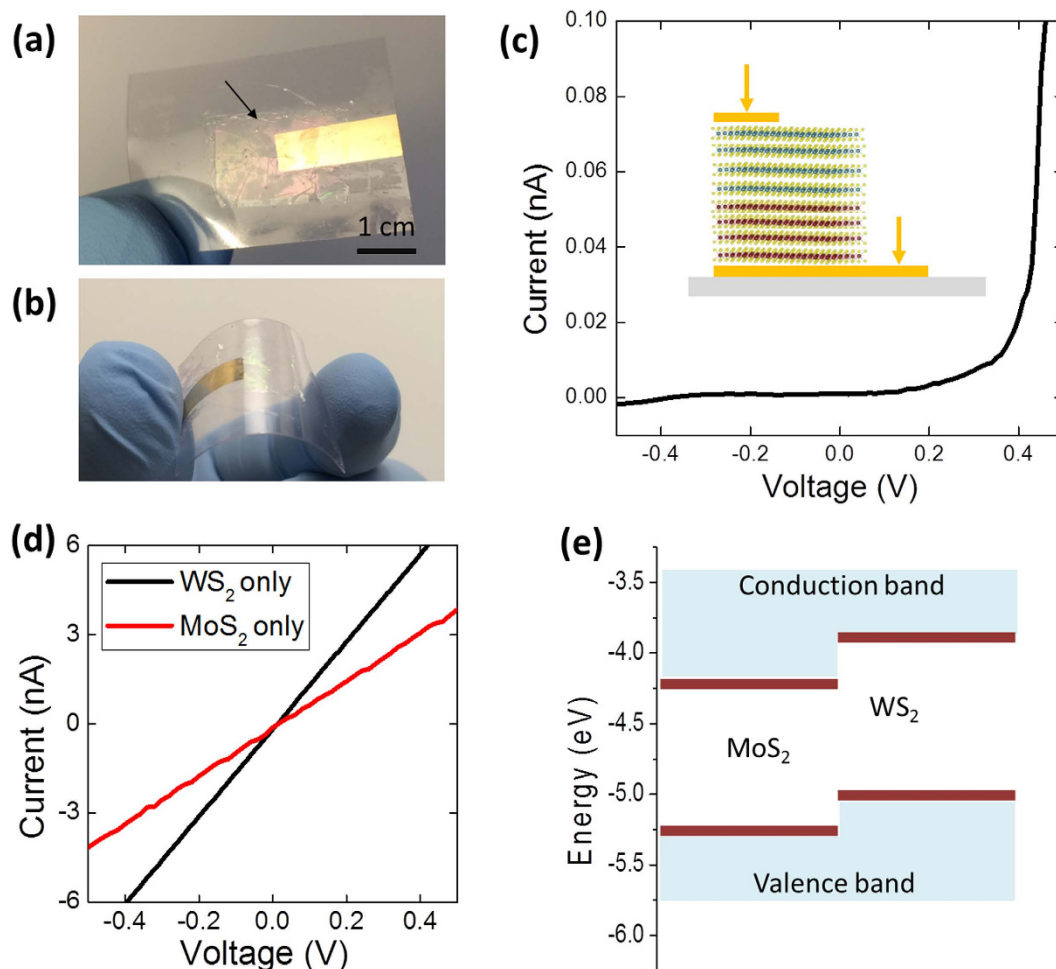 (a)
1 cm
(b)
(c)
0.10
0.08
0.06
0.04
0.02
0.00
Current (nA)
-0.4
-0.2
0.0
0.2
0.4
Voltage (V)
(d)
6
3
0
-3
-6
Current (nA)
WS₂ only
MoS₂ only
-0.4
-0.2
0.0
0.2
0.4
Voltage (V)
(e)
-3.5
-4.0
-4.5
-5.0
-5.5
-6.0
Energy (eV)
Conduction band
WS₂
MoS₂
Valence band